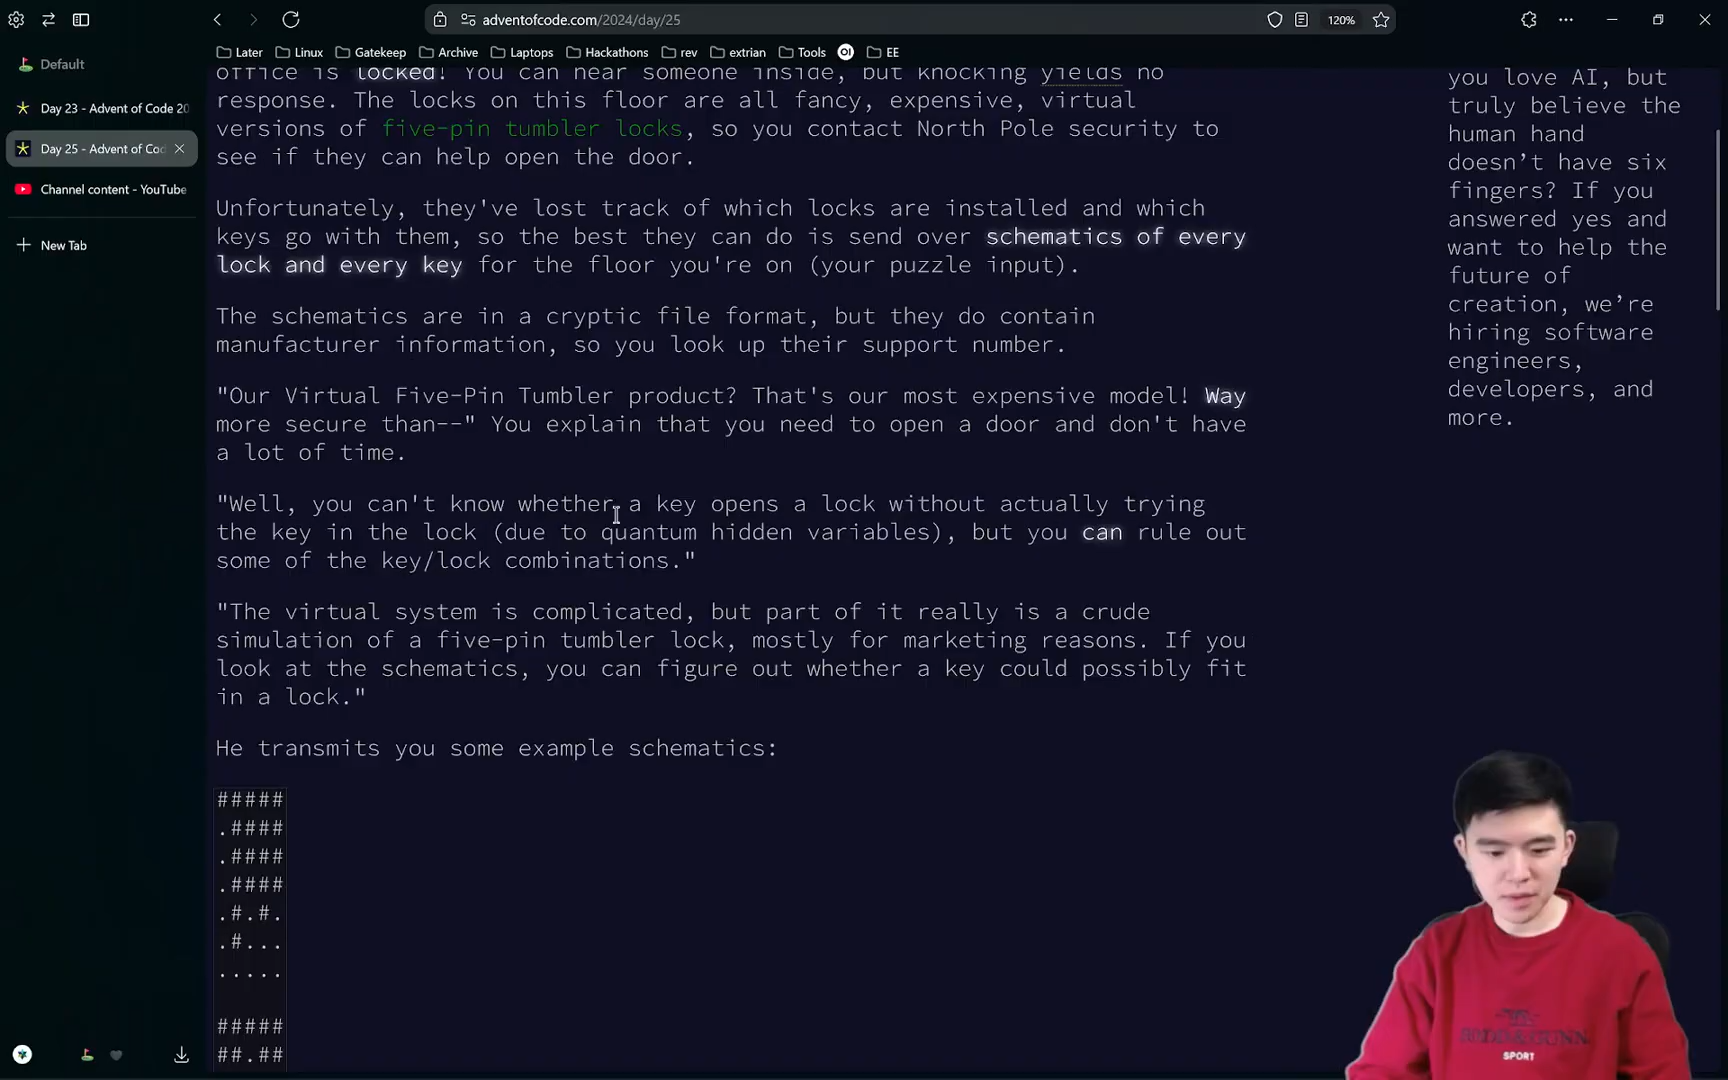 adventofcode.com/2024/day/25
120%
Later
Linux
Gatekeep
Archive
Laptops
Hackathons
rev
extrian
Tools
OI
EE
Default
Day 23 - Advent of Code 20
Day 25 - Advent of Cod
Channel content - YouTube
New Tab
office is locked! You can hear someone inside, but knocking yields no
response. The locks on this floor are all fancy, expensive, virtual
versions of five-pin tumbler locks, so you contact North Pole security to
see if they can help open the door.
Unfortunately, they've lost track of which locks are installed and which
keys go with them, so the best they can do is send over schematics of every
lock and every key for the floor you're on (your puzzle input).
The schematics are in a cryptic file format, but they do contain
manufacturer information, so you look up their support number.
"Our Virtual Five-Pin Tumbler product? That's our most expensive model! Way
more secure than--" You explain that you need to open a door and don't have
a lot of time.
"Well, you can't know whether a key opens a lock without actually trying
the key in the lock (due to quantum hidden variables), but you can rule out
some of the key/lock combinations."
"The virtual system is complicated, but part of it really is a crude
simulation of a five-pin tumbler lock, mostly for marketing reasons. If you
look at the schematics, you can figure out whether a key could possibly fit
in a lock."
He transmits you some example schematics:
#####
.####
.####
.####
.#.#.
.#...
.....
#####
##.##
you love AI, but
truly believe the
human hand
doesn't have six
fingers? If you
answered yes and
want to help the
future of
creation, we're
hiring software
engineers,
developers, and
more.
SPORT